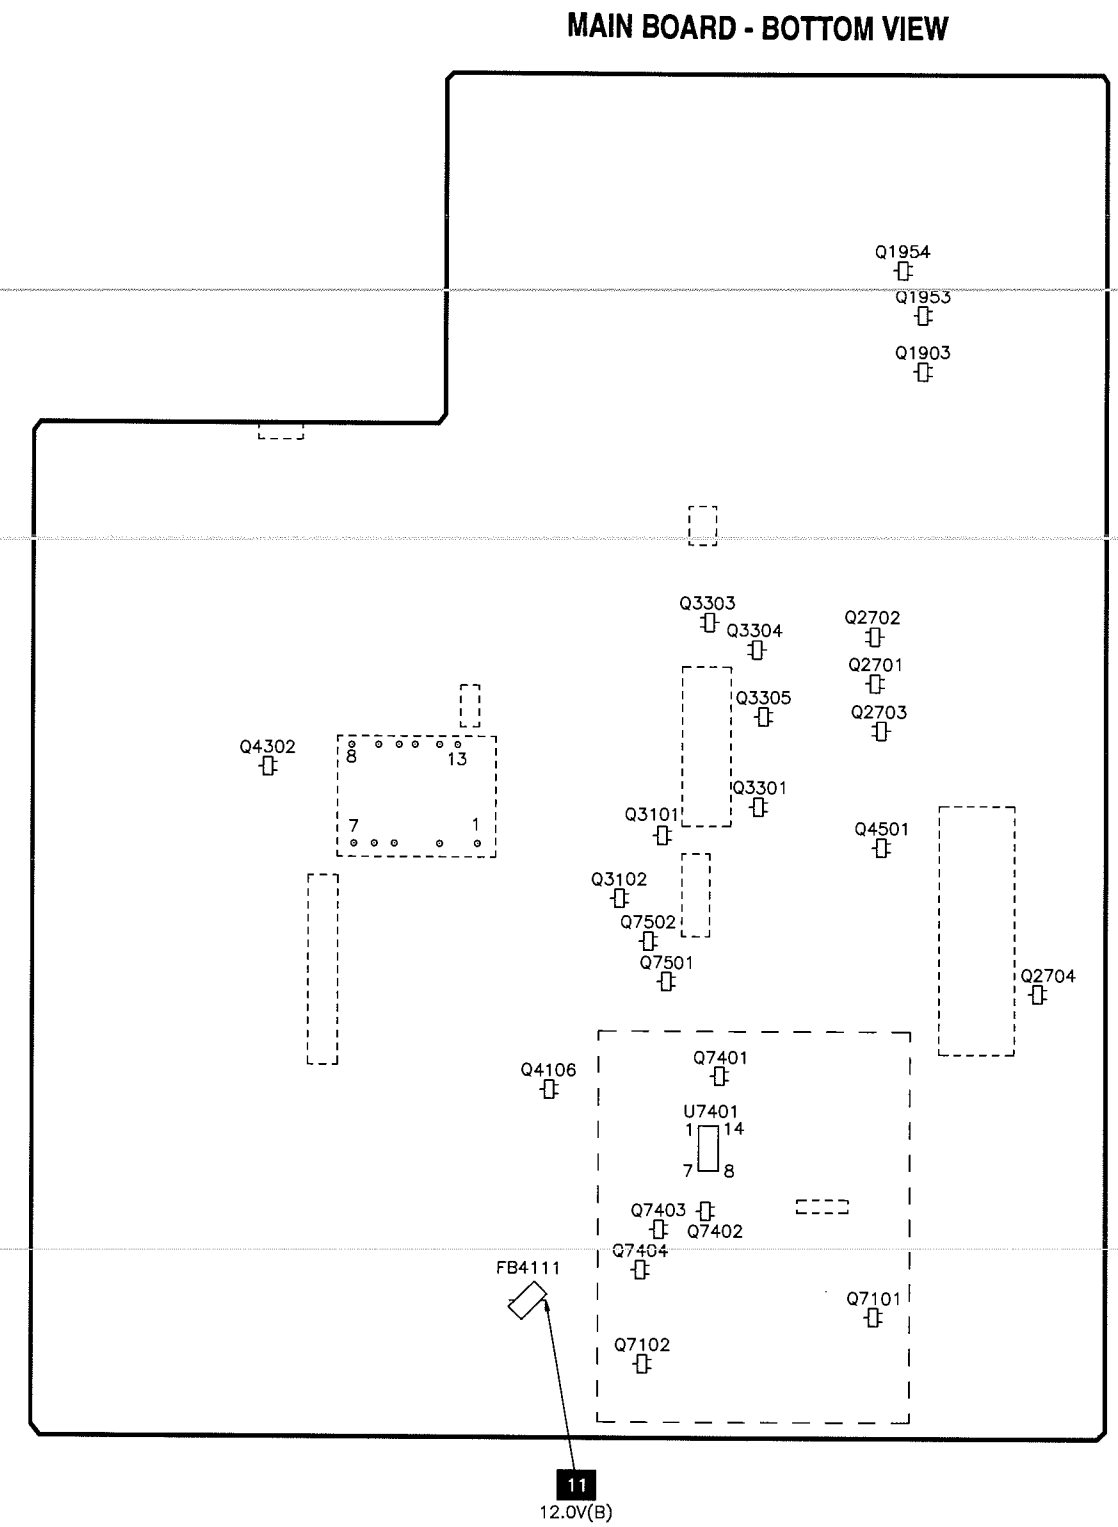 MAIN BOARD - BOTTOM VIEW
Q1954
Q1953
Q1903
Q3303
Q3304
Q2702
Q2701
Q3305
Q2703
Q4302
8
13
Q3301
Q3101
7
1
Q4501
Q3102
Q7502
Q7501
Q2704
Q7401
Q4106
U7401
1
14
7
8
Q7403
Q7402
Q7404
FB4111
Q7101
Q7102
11
12.0V(B)